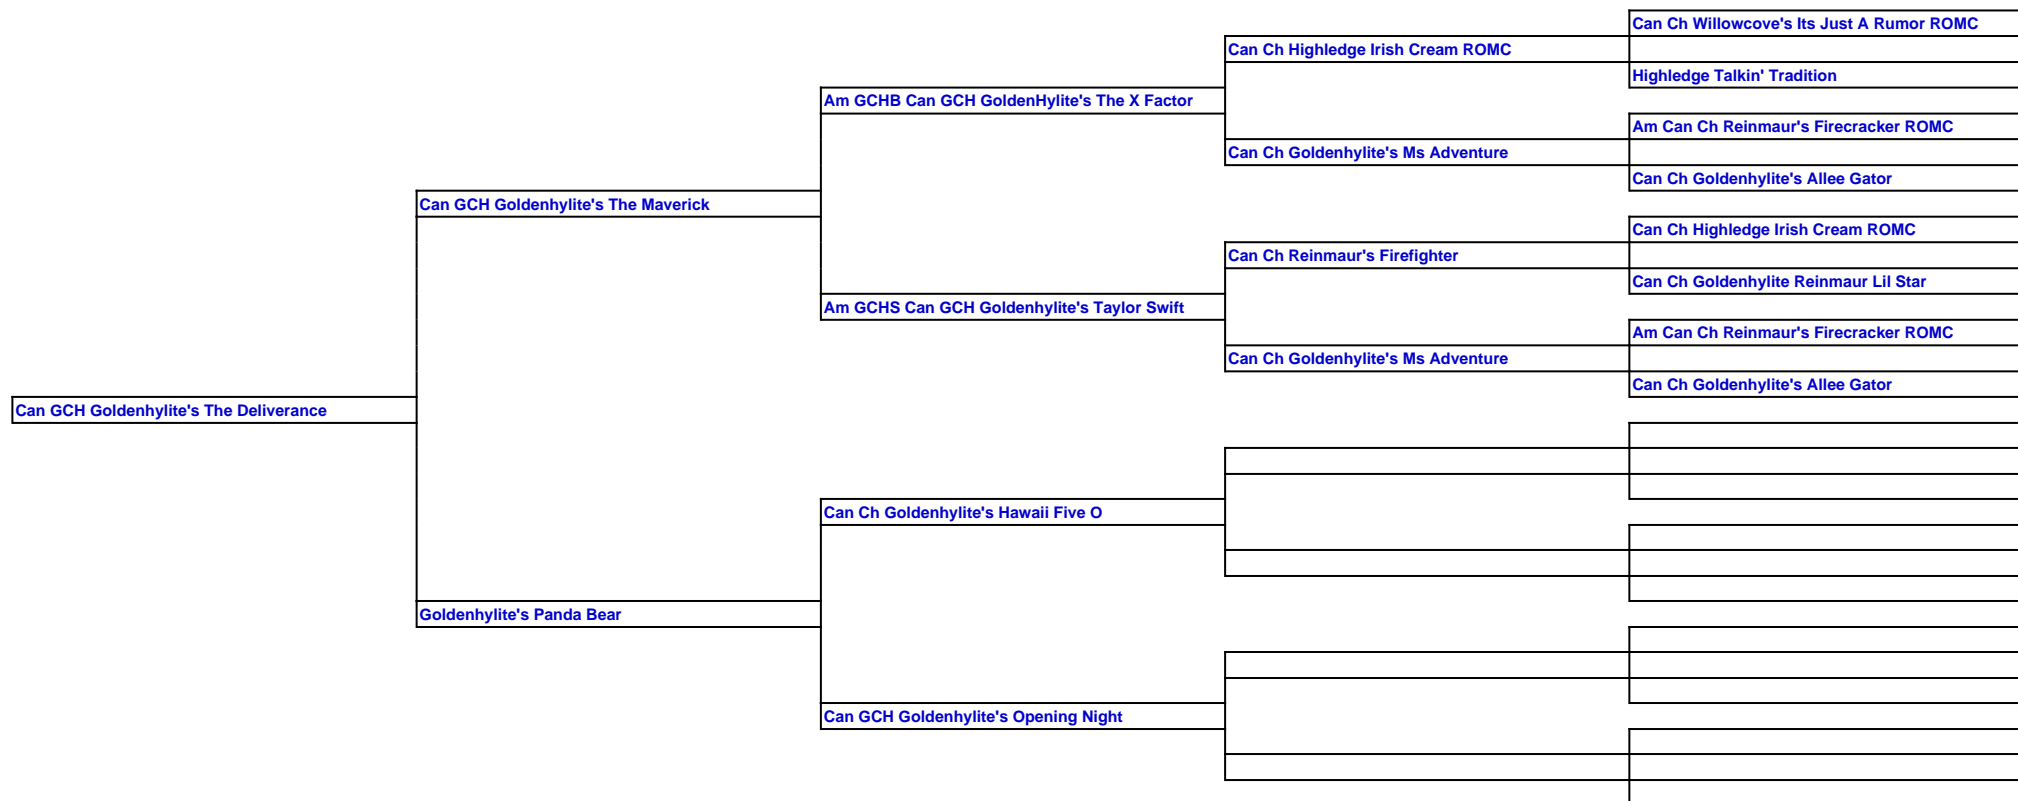 Can Ch Willowcove's Its Just A Rumor ROMC
Can Ch Highledge Irish Cream ROMC
Highledge Talkin' Tradition
Am GCHB Can GCH GoldenHylite's The X Factor
Am Can Ch Reinmaur's Firecracker ROMC
Can Ch Goldenhylite's Ms Adventure
Can Ch Goldenhylite's Allee Gator
Can GCH Goldenhylite's The Maverick
Can Ch Highledge Irish Cream ROMC
Can Ch Reinmaur's Firefighter
Can Ch Goldenhylite Reinmaur Lil Star
Am GCHS Can GCH Goldenhylite's Taylor Swift
Am Can Ch Reinmaur's Firecracker ROMC
Can Ch Goldenhylite's Ms Adventure
Can Ch Goldenhylite's Allee Gator
Can GCH Goldenhylite's The Deliverance
Can Ch Goldenhylite's Hawaii Five O
Goldenhylite's Panda Bear
Can GCH Goldenhylite's Opening Night